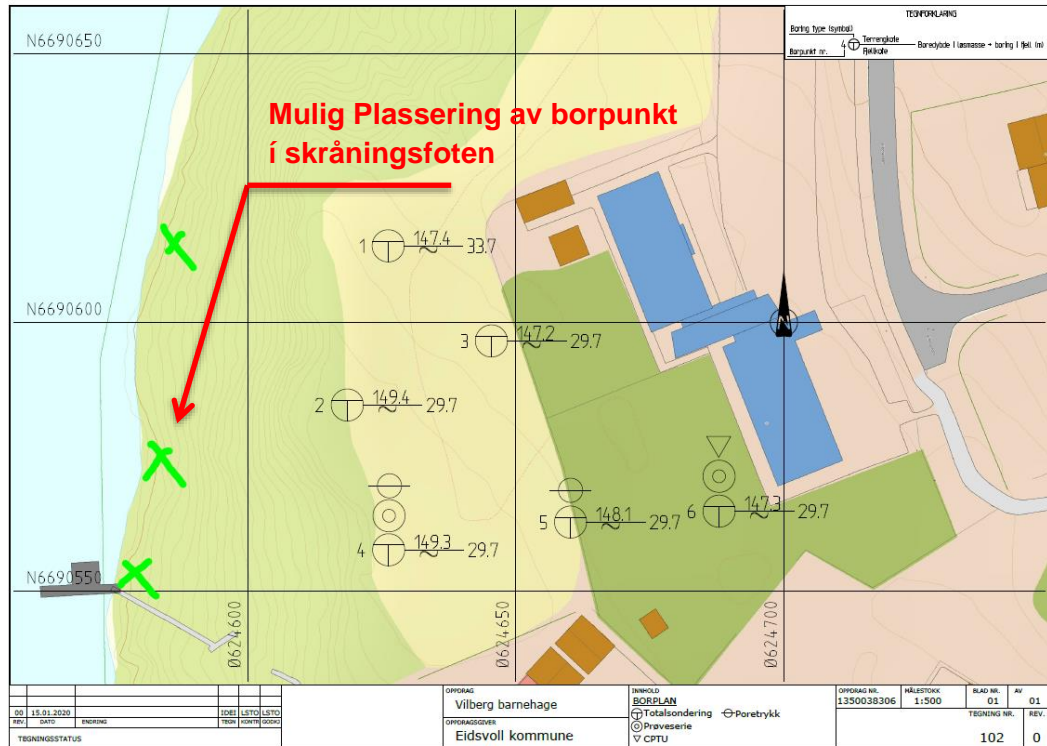 TEGNFORKLARING
Boring type (symbol)
Borpunkt nr.
4
Terrengkote
Fjellkote
Boredybde i løsmasse + boring i fjell (m)
N6690650
Mulig Plassering av borpunkt
í skråningsfoten
1 147.4 33.7
N6690600
N
3 147.2 29.7
2 149.4 29.7
6 147.3 29.7
5 148.1 29.7
4 149.3 29.7
N6690550
Ø624600
Ø624650
Ø624700
00 15.01.2020 IDEI LSTO LSTO
REV. DATO ENDRING TEGN KONTR GODKJ
TEGNINGSSTATUS
OPPDRAG
Vilberg barnehage
OPPDRAGSGIVER
Eidsvoll kommune
INNHOLD
BORPLAN
Totalsondering Poretrykk
Prøveserie
CPTU
OPPDRAG NR. MÅLESTOKK BLAD NR. AV
1350038306 1:500 01 01
TEGNING NR. REV.
102 0